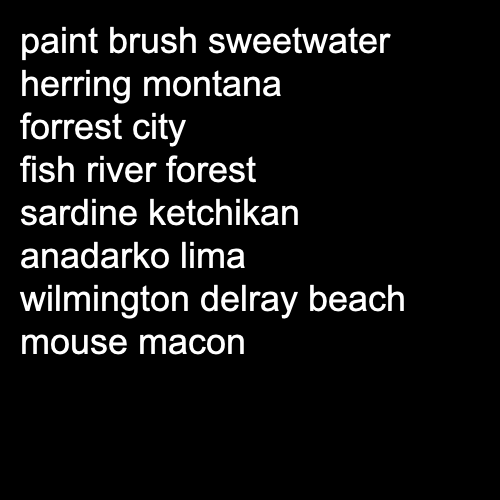 paint brush sweetwater
herring montana
forrest city
fish river forest
sardine ketchikan
anadarko lima
wilmington delray beach
mouse macon